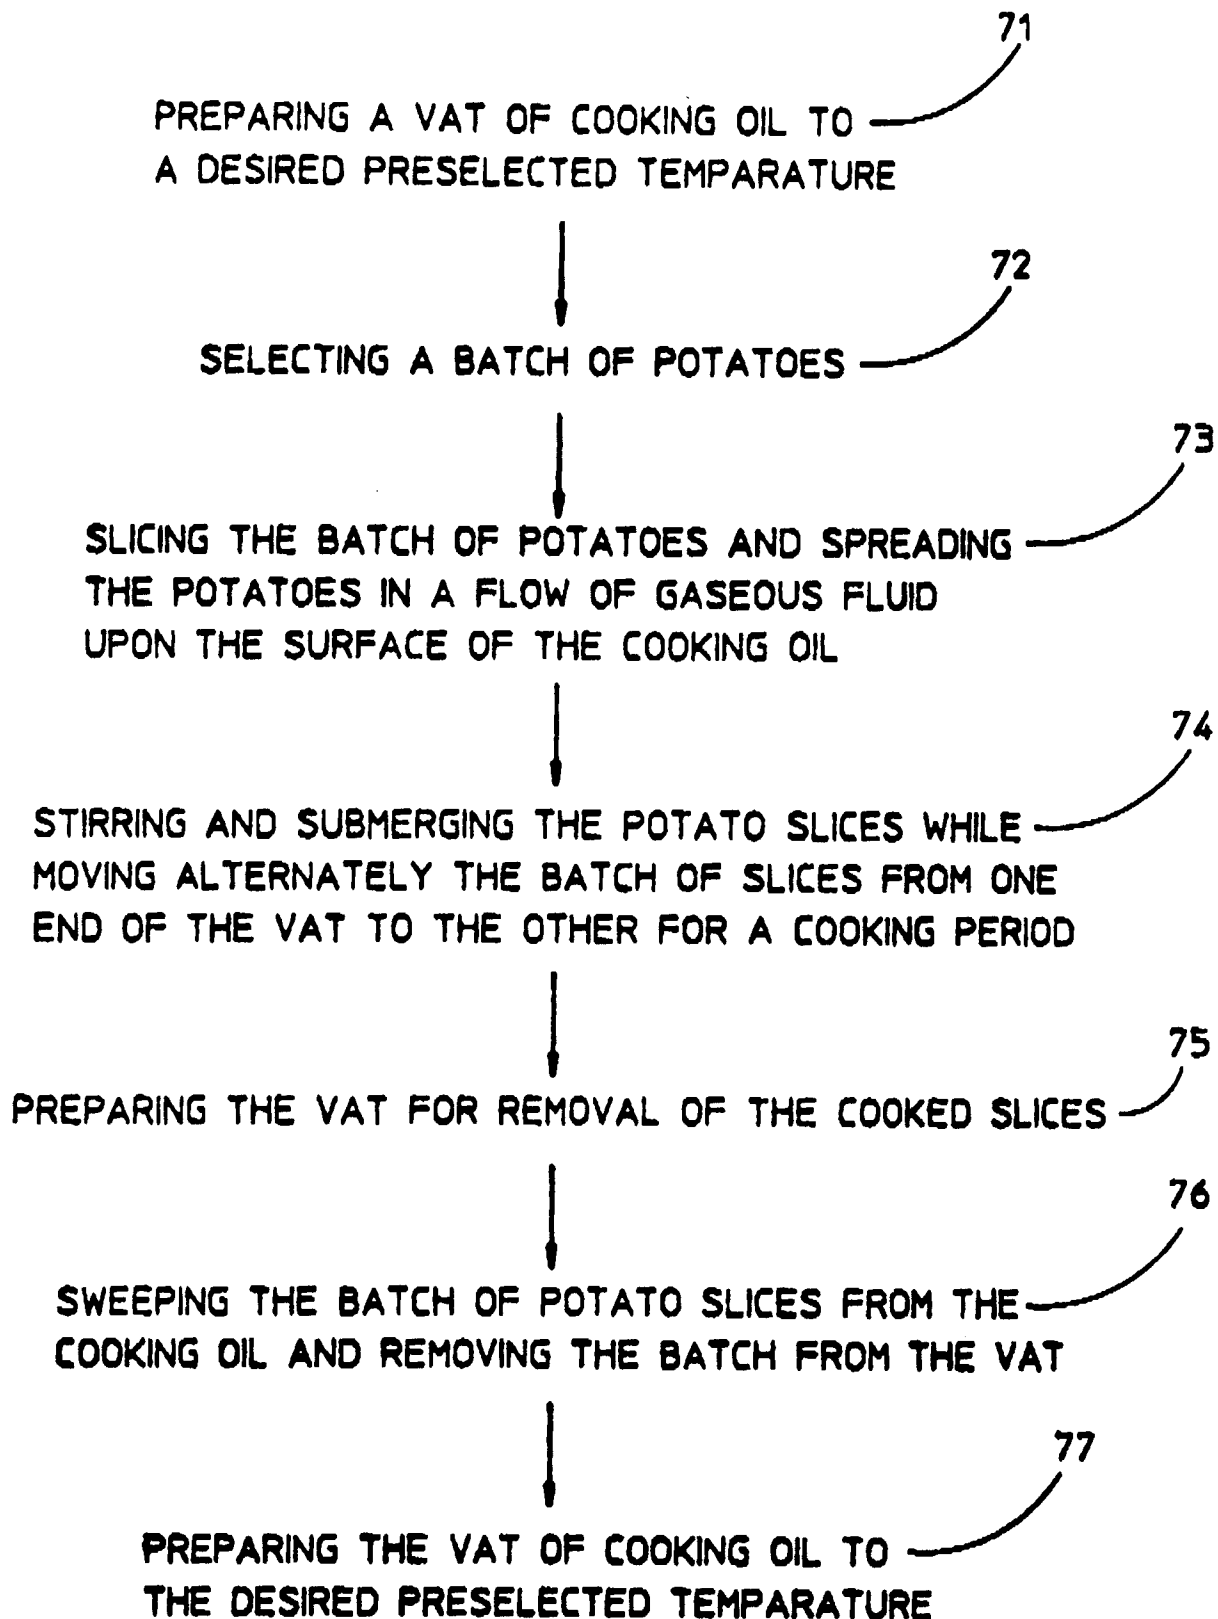 71
PREPARING A VAT OF COOKING OIL TO
A DESIRED PRESELECTED TEMPARATURE
72
SELECTING A BATCH OF POTATOES
73
SLICING THE BATCH OF POTATOES AND SPREADING
THE POTATOES IN A FLOW OF GASEOUS FLUID
UPON THE SURFACE OF THE COOKING OIL
74
STIRRING AND SUBMERGING THE POTATO SLICES WHILE
MOVING ALTERNATELY THE BATCH OF SLICES FROM ONE
END OF THE VAT TO THE OTHER FOR A COOKING PERIOD
75
PREPARING THE VAT FOR REMOVAL OF THE COOKED SLICES
76
SWEEPING THE BATCH OF POTATO SLICES FROM THE
COOKING OIL AND REMOVING THE BATCH FROM THE VAT
77
PREPARING THE VAT OF COOKING OIL TO
THE DESIRED PRESELECTED TEMPARATURE